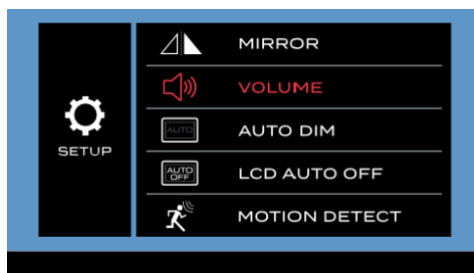 MIRROR
VOLUME
AUTO
AUTO DIM
SETUP
AUTO
OFF
LCD AUTO OFF
MOTION DETECT